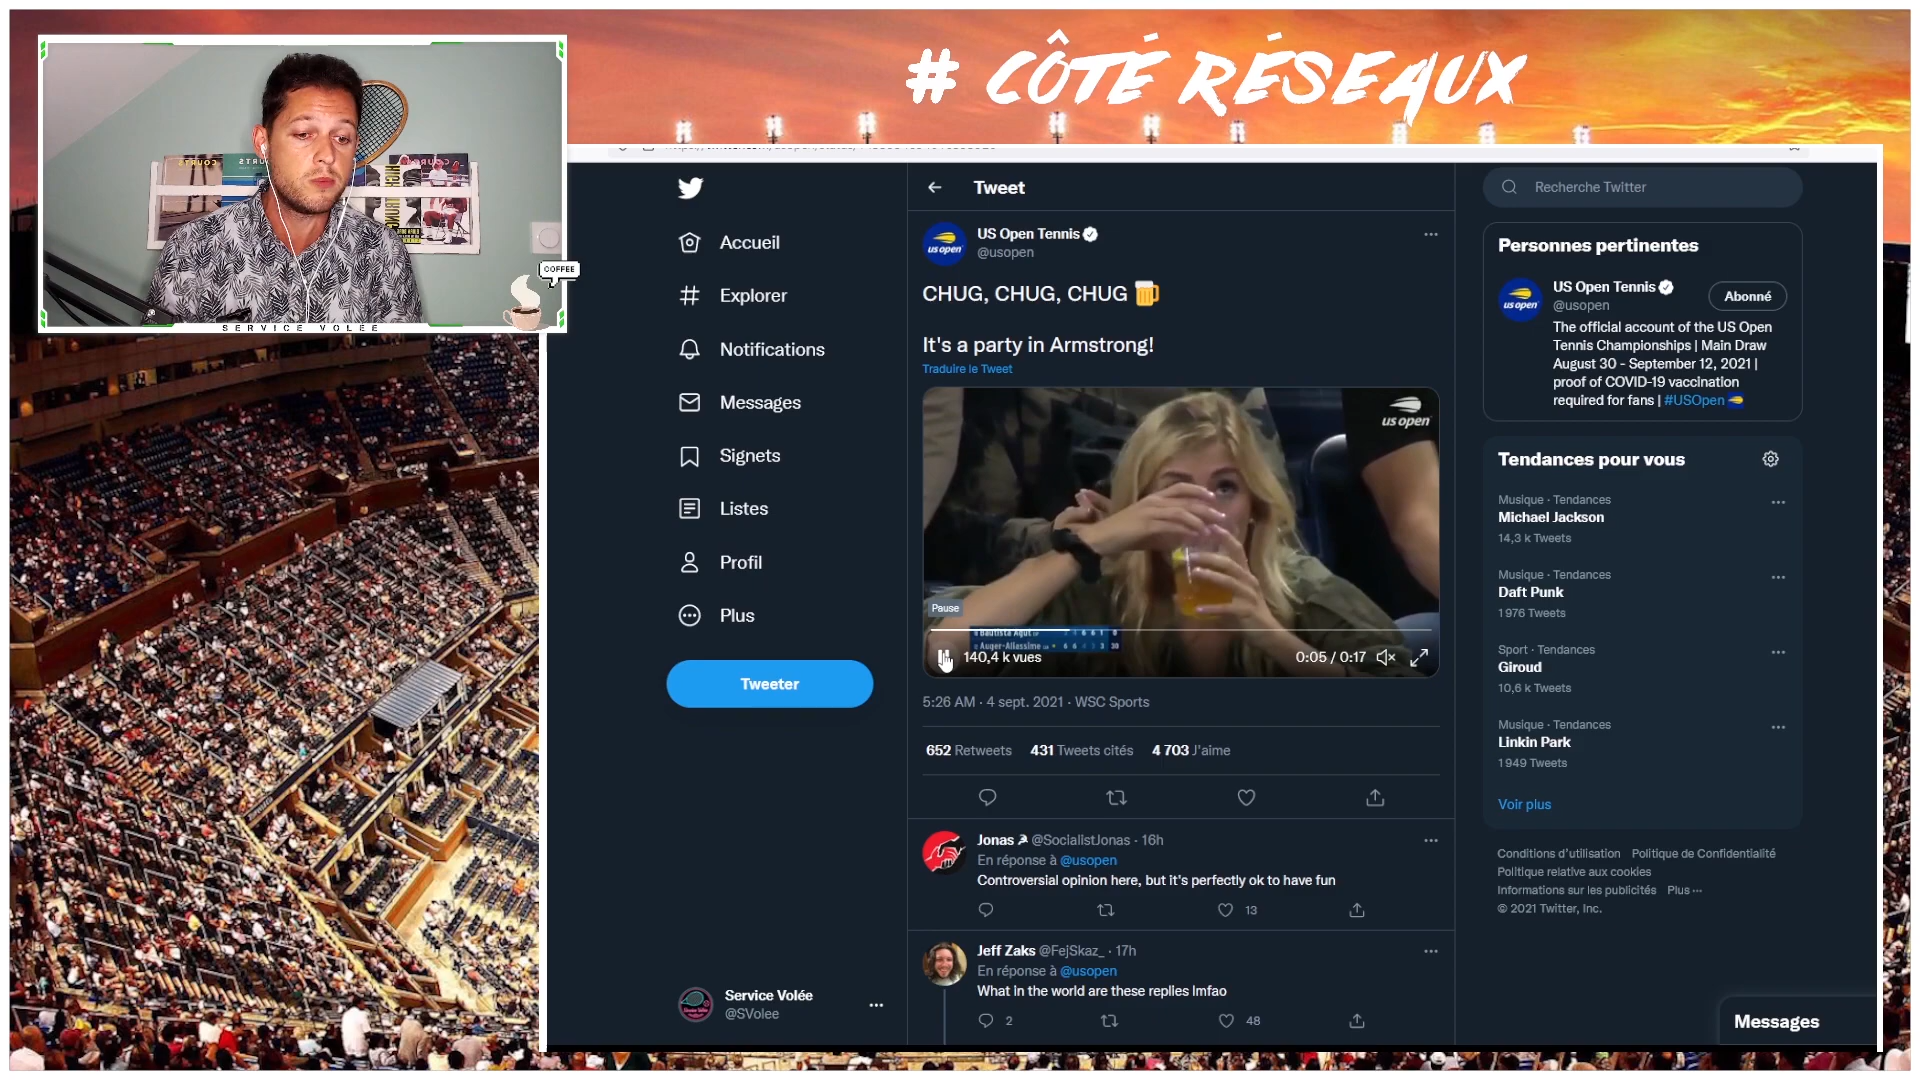 # CÔTÉ RÉSEAUX
COFFEE
SERVICE VOLÉE
Accueil
Explorer
Notifications
Messages
Signets
Listes
Profil
Plus
Tweeter
Service Volée
@SVolee
Tweet
US Open Tennis
@usopen
us open
CHUG, CHUG, CHUG 🍺
It's a party in Armstrong!
Traduire le Tweet
us open
Pause
Bautista Agut
Auger-Aliassime
140,4 k vues
0:05 / 0:17
5:26 AM · 4 sept. 2021 · WSC Sports
652 Retweets 431 Tweets cités 4 703 J'aime
Jonas @SocialistJonas · 16h
En réponse à @usopen
Controversial opinion here, but it's perfectly ok to have fun
13
Jeff Zaks @FejSkaz_ · 17h
En réponse à @usopen
What in the world are these replies lmfao
2 48
Recherche Twitter
Personnes pertinentes
US Open Tennis
@usopen
us open
Abonné
The official account of the US Open
Tennis Championships | Main Draw
August 30 - September 12, 2021 |
proof of COVID-19 vaccination
required for fans | #USOpen
Tendances pour vous
Musique · Tendances
Michael Jackson
14,3 k Tweets
Musique · Tendances
Daft Punk
1 976 Tweets
Sport · Tendances
Giroud
10,6 k Tweets
Musique · Tendances
Linkin Park
1 949 Tweets
Voir plus
Conditions d'utilisation Politique de Confidentialité
Politique relative aux cookies
Informations sur les publicités Plus ···
© 2021 Twitter, Inc.
Messages